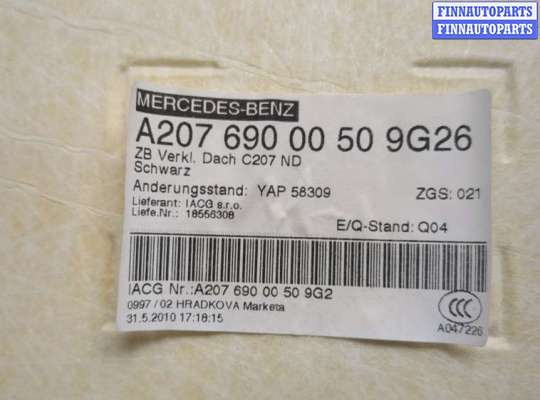 FINNAUTOPARTS
FINNAUTOPARTS
MERCEDES-BENZ
A207 690 00 50 9G26
ZB Verkl. Dach C207 ND
Schwarz
Änderungsstand: YAP 58309 ZGS: 021
Lieferant: IACG s.r.o.
Liefe.Nr.: 18556308
E/Q-Stand: Q04
IACG Nr.:A207 690 00 50 9G2
0997 / 02 HRADKOVA Marketa
31.5.2010 17:18:15
CCC
A047226